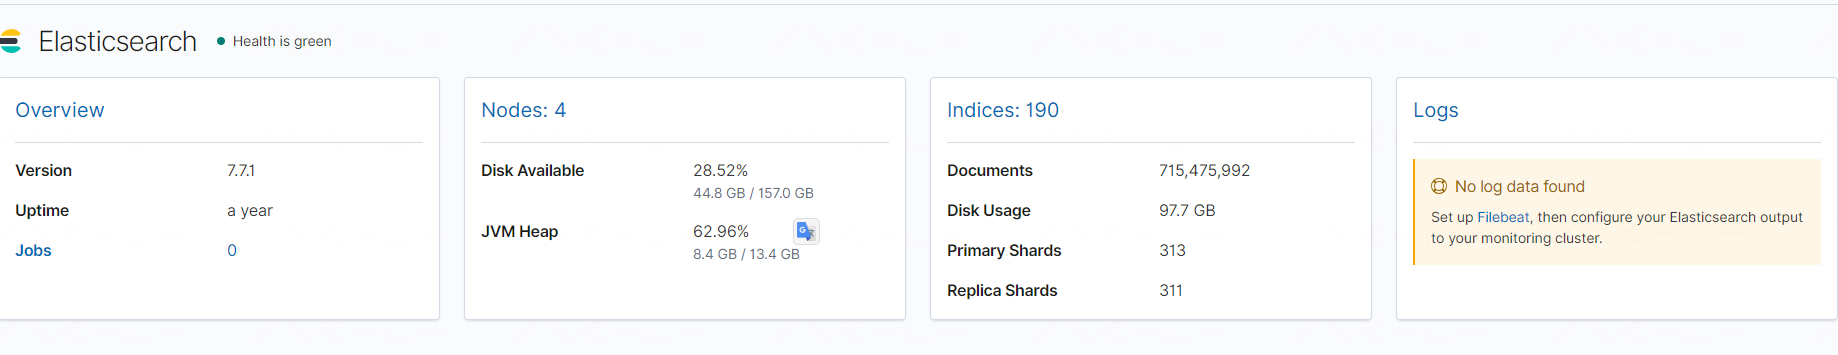 Elasticsearch Health is green
Overview
Version 7.7.1
Uptime a year
Jobs 0
Nodes: 4
Disk Available 28.52%
44.8 GB / 157.0 GB
JVM Heap 62.96%
8.4 GB / 13.4 GB
Indices: 190
Documents 715,475,992
Disk Usage 97.7 GB
Primary Shards 313
Replica Shards 311
Logs
No log data found
Set up Filebeat, then configure your Elasticsearch output
to your monitoring cluster.